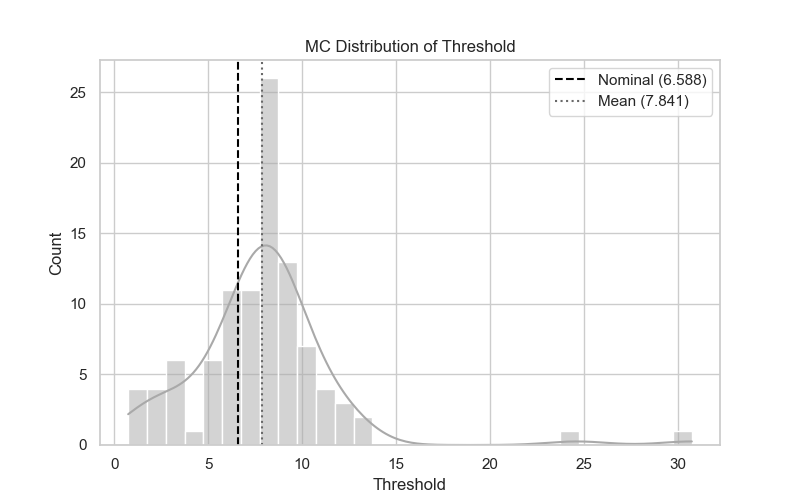 MC Distribution of Threshold
Nominal (6.588)
Mean (7.841)
Count
25
20
15
10
5
0
0 5 10 15 20 25 30
Threshold